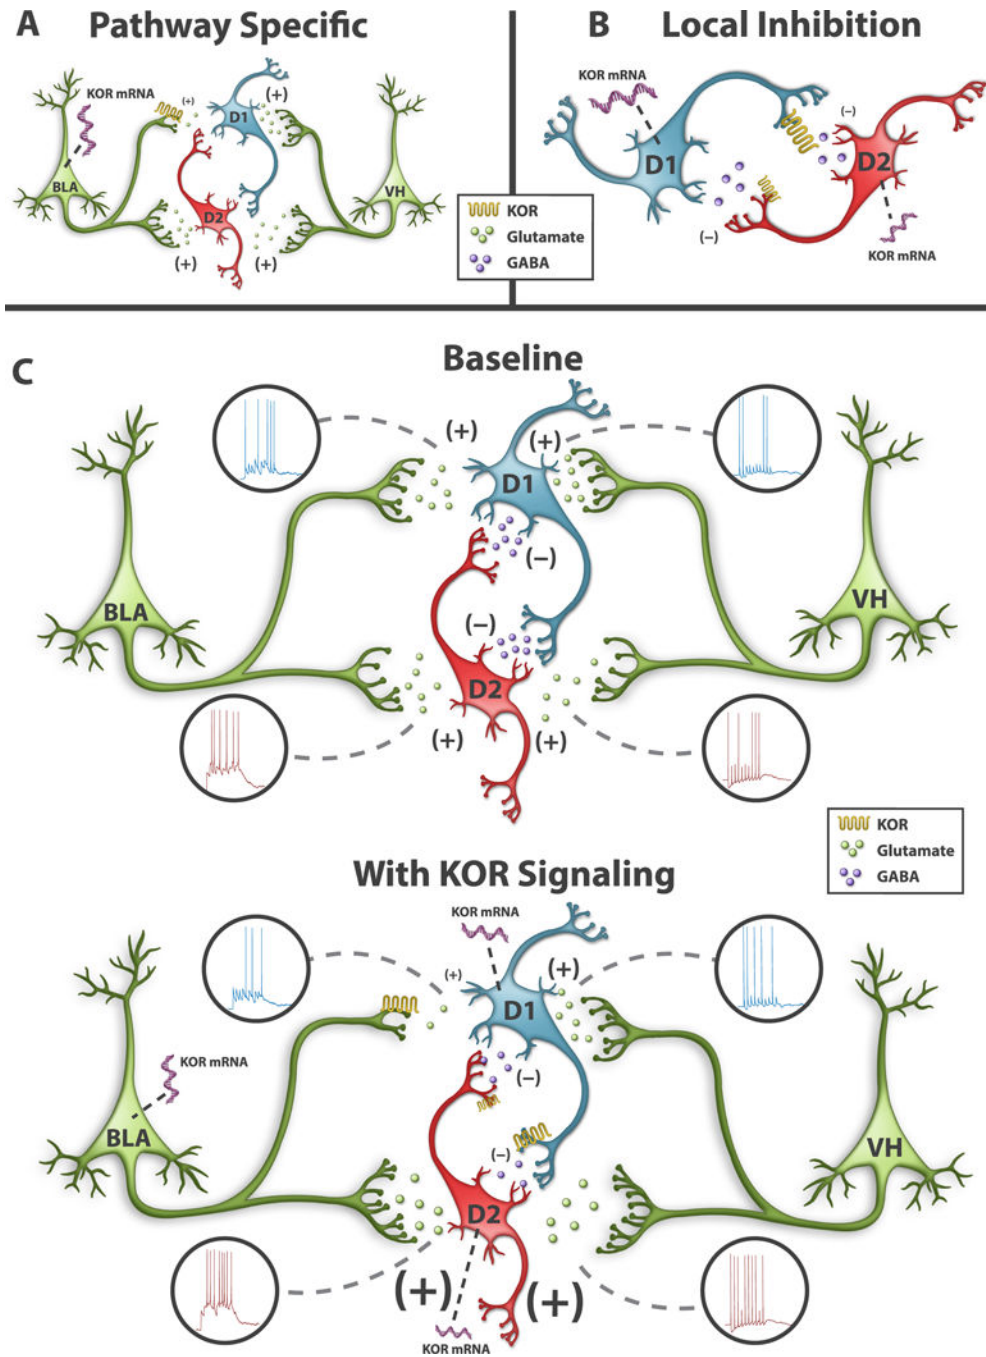 A
Pathway Specific
KOR mRNA
(+)
(+)
D1
BLA
VH
D2
(+)
(+)
KOR
Glutamate
GABA
B
Local Inhibition
KOR mRNA
(−)
D1
D2
(−)
KOR mRNA
C
Baseline
(+)
(+)
D1
(−)
BLA
VH
(−)
D2
(+)
(+)
KOR
Glutamate
GABA
With KOR Signaling
KOR mRNA
(+)
(+)
D1
KOR mRNA
(−)
BLA
VH
(−)
D2
(+)
(+)
KOR mRNA